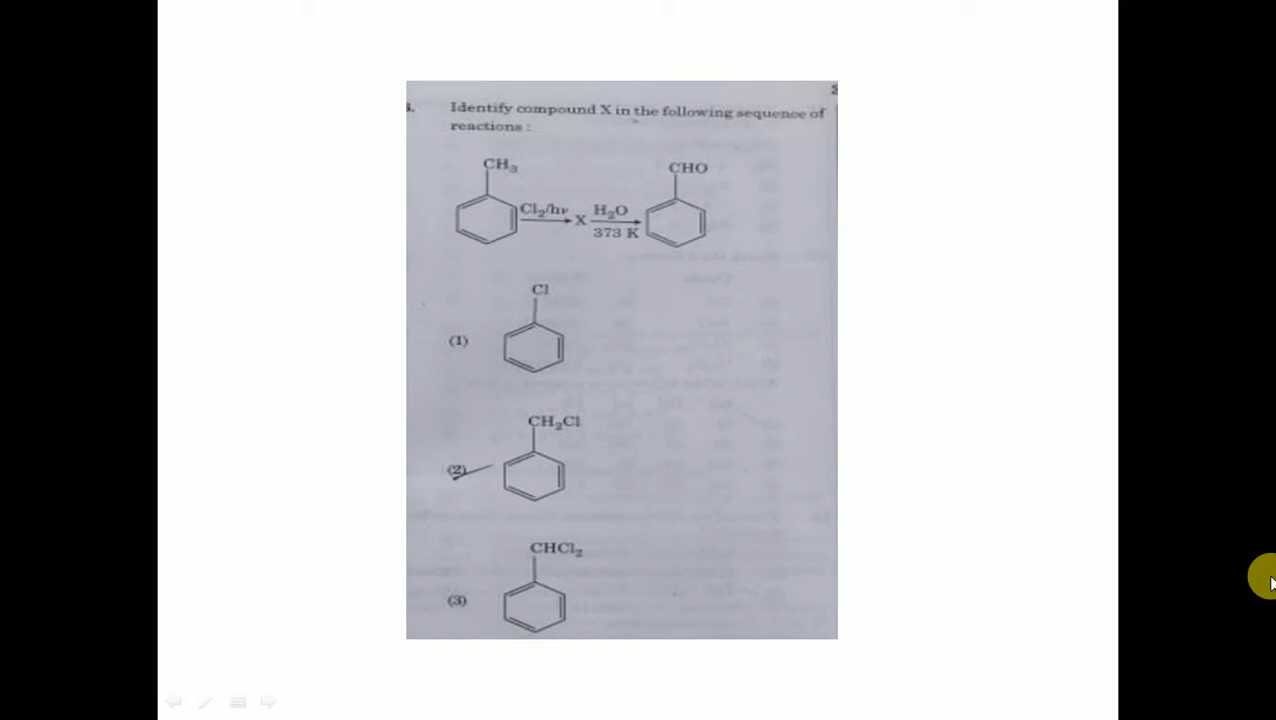 3.
Identify compound X in the following sequence of
reactions :
CH₃
CHO
Cl₂/hν
X
H₂O
373 K
Cl
(1)
CH₂Cl
(2)
CHCl₂
(3)